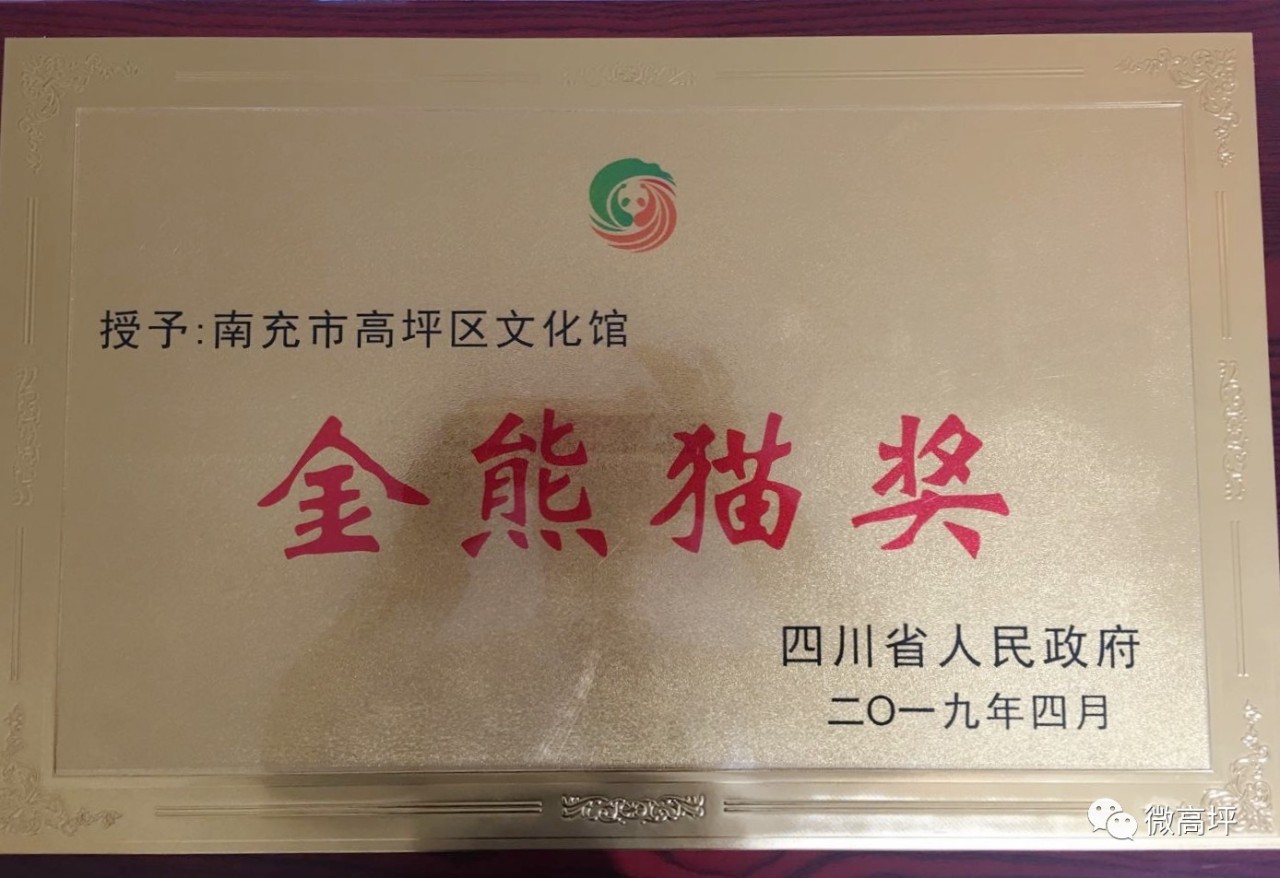 授予:南充市高坪区文化馆
金熊猫奖
四川省人民政府
二〇一九年四月
微高坪